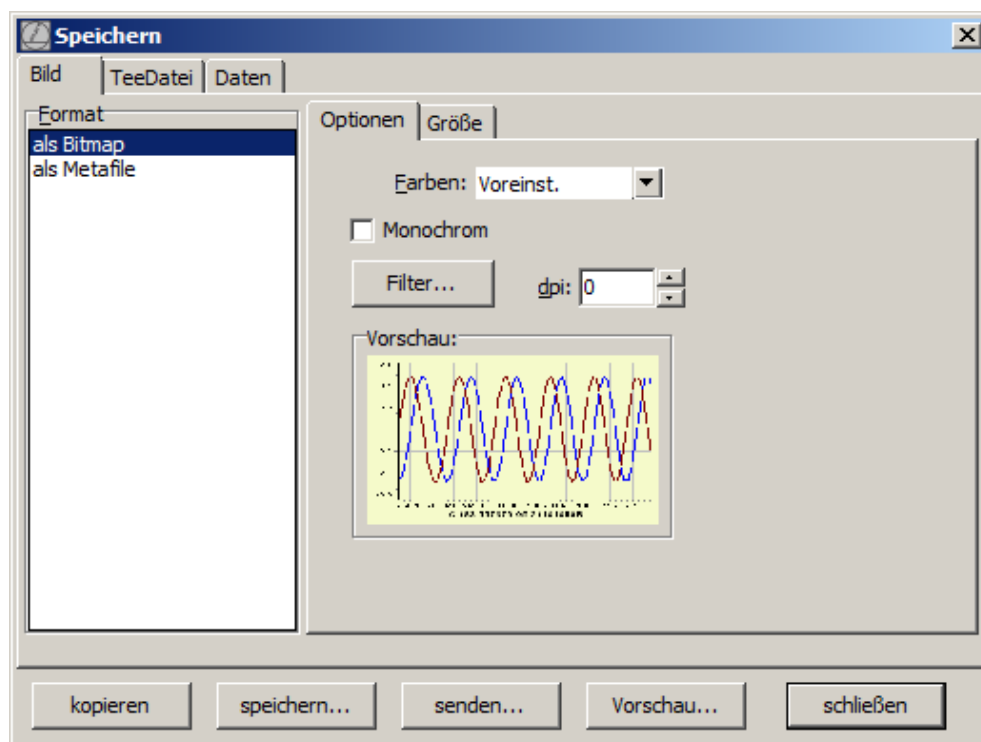 Speichern
Bild TeeDatei Daten
Format
als Bitmap
als Metafile
Optionen Größe
Farben: Voreinst.
Monochrom
Filter... dpi: 0
Vorschau:
kopieren speichern... senden... Vorschau... schließen